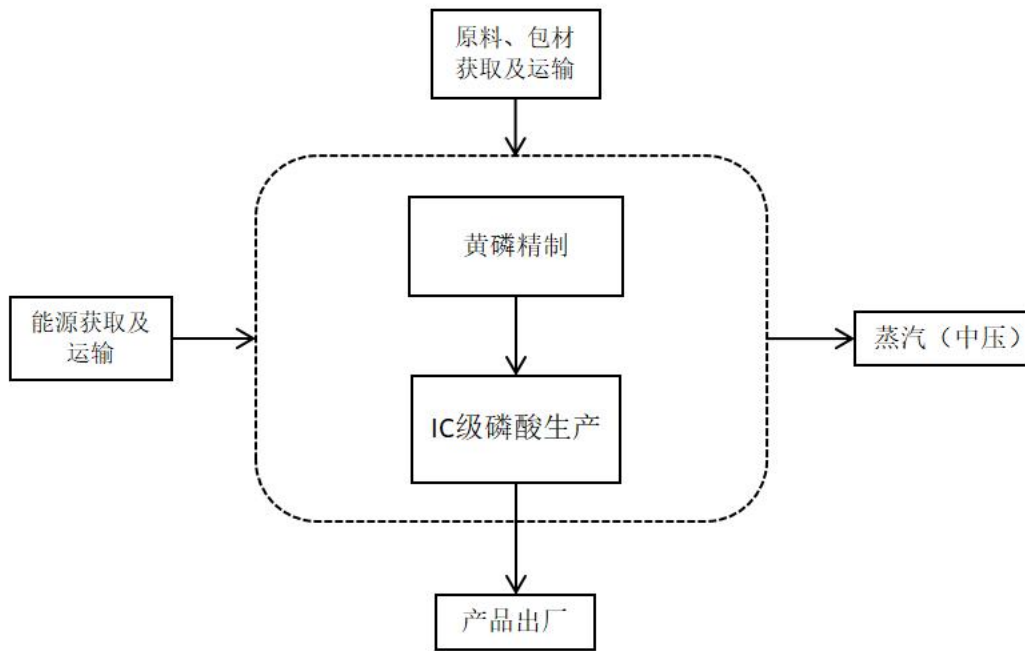 原料、包材
获取及运输
黄磷精制
能源获取及
运输
蒸汽（中压）
IC级磷酸生产
产品出厂